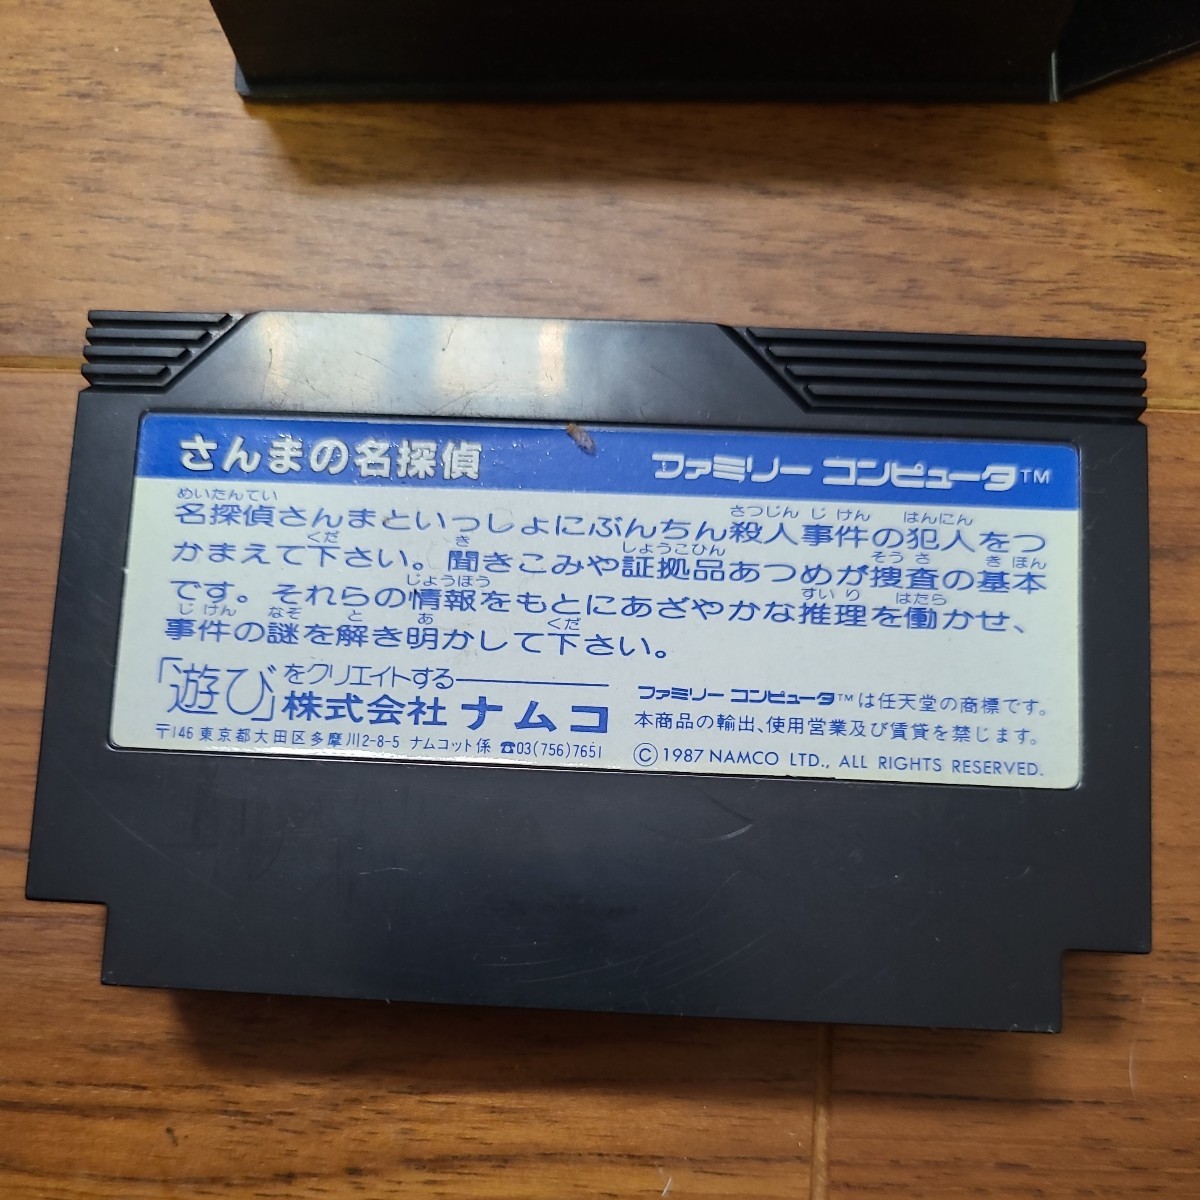 さんまの名探偵
ファミリー コンピュータ™
めいたんてい さつじん じ けん はんにん
名探偵さんまといっしょにぶんちん殺人事件の犯人をつ
くだ き しょうこひん そう さ き ほん
かまえて下さい。聞きこみや証拠品あつめが捜査の基本
じょうほう すい り はたら
です。それらの情報をもとにあざやかな推理を働かせ、
じ けん なぞ と あ くだ
事件の謎を解き明かして下さい。
「遊び」をクリエイトする——
株式会社 ナムコ
〒146 東京都大田区多摩川2-8-5 ナムコット係 ☎03(756)7651
ファミリー コンピュータ™は任天堂の商標です。
本商品の輸出、使用営業及び賃貸を禁じます。
©1987 NAMCO LTD., ALL RIGHTS RESERVED.